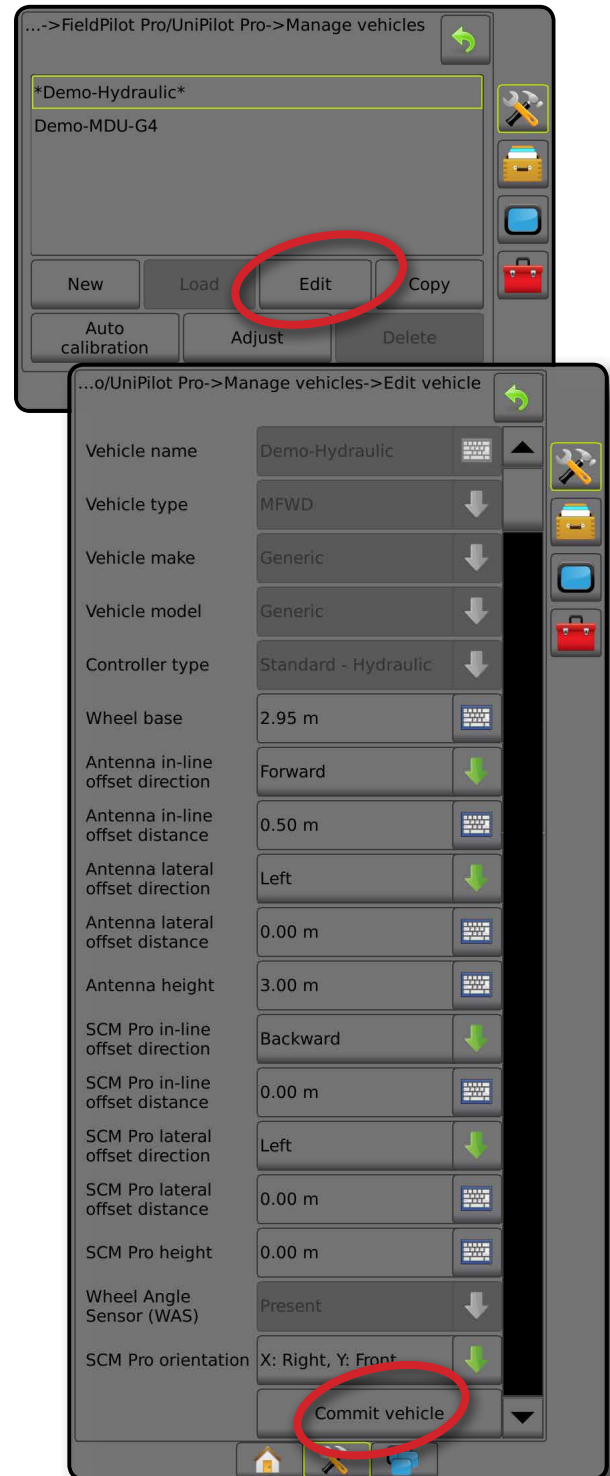 ...->FieldPilot Pro/UniPilot Pro->Manage vehicles
*Demo-Hydraulic*
Demo-MDU-G4
New Load Edit Copy
Auto
calibration
Adjust Delete
...o/UniPilot Pro->Manage vehicles->Edit vehicle
Vehicle name Demo-Hydraulic
Vehicle type MFWD
Vehicle make Generic
Vehicle model Generic
Controller type Standard - Hydraulic
Wheel base 2.95 m
Antenna in-line
offset direction
Forward
Antenna in-line
offset distance
0.50 m
Antenna lateral
offset direction
Left
Antenna lateral
offset distance
0.00 m
Antenna height 3.00 m
SCM Pro in-line
offset direction
Backward
SCM Pro in-line
offset distance
0.00 m
SCM Pro lateral
offset direction
Left
SCM Pro lateral
offset distance
0.00 m
SCM Pro height 0.00 m
Wheel Angle
Sensor (WAS)
Present
SCM Pro orientation X: Right, Y: Front
Commit vehicle